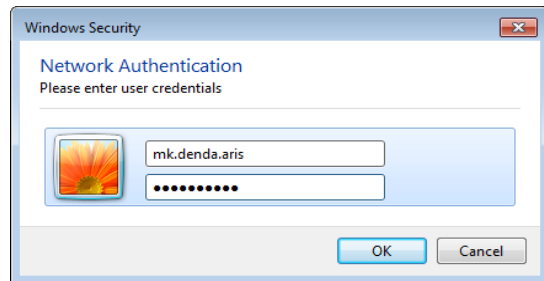 Windows Security
Network Authentication
Please enter user credentials
mk.denda.aris
●●●●●●●●●●
OK
Cancel